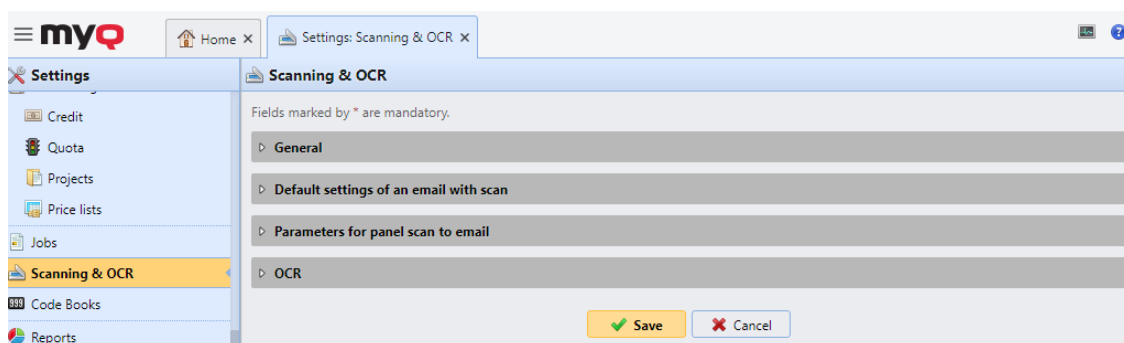 myQ
Home
Settings: Scanning & OCR
Settings
Scanning & OCR
Credit
Quota
Projects
Price lists
Jobs
Scanning & OCR
Code Books
Reports
Fields marked by * are mandatory.
General
Default settings of an email with scan
Parameters for panel scan to email
OCR
Save
Cancel